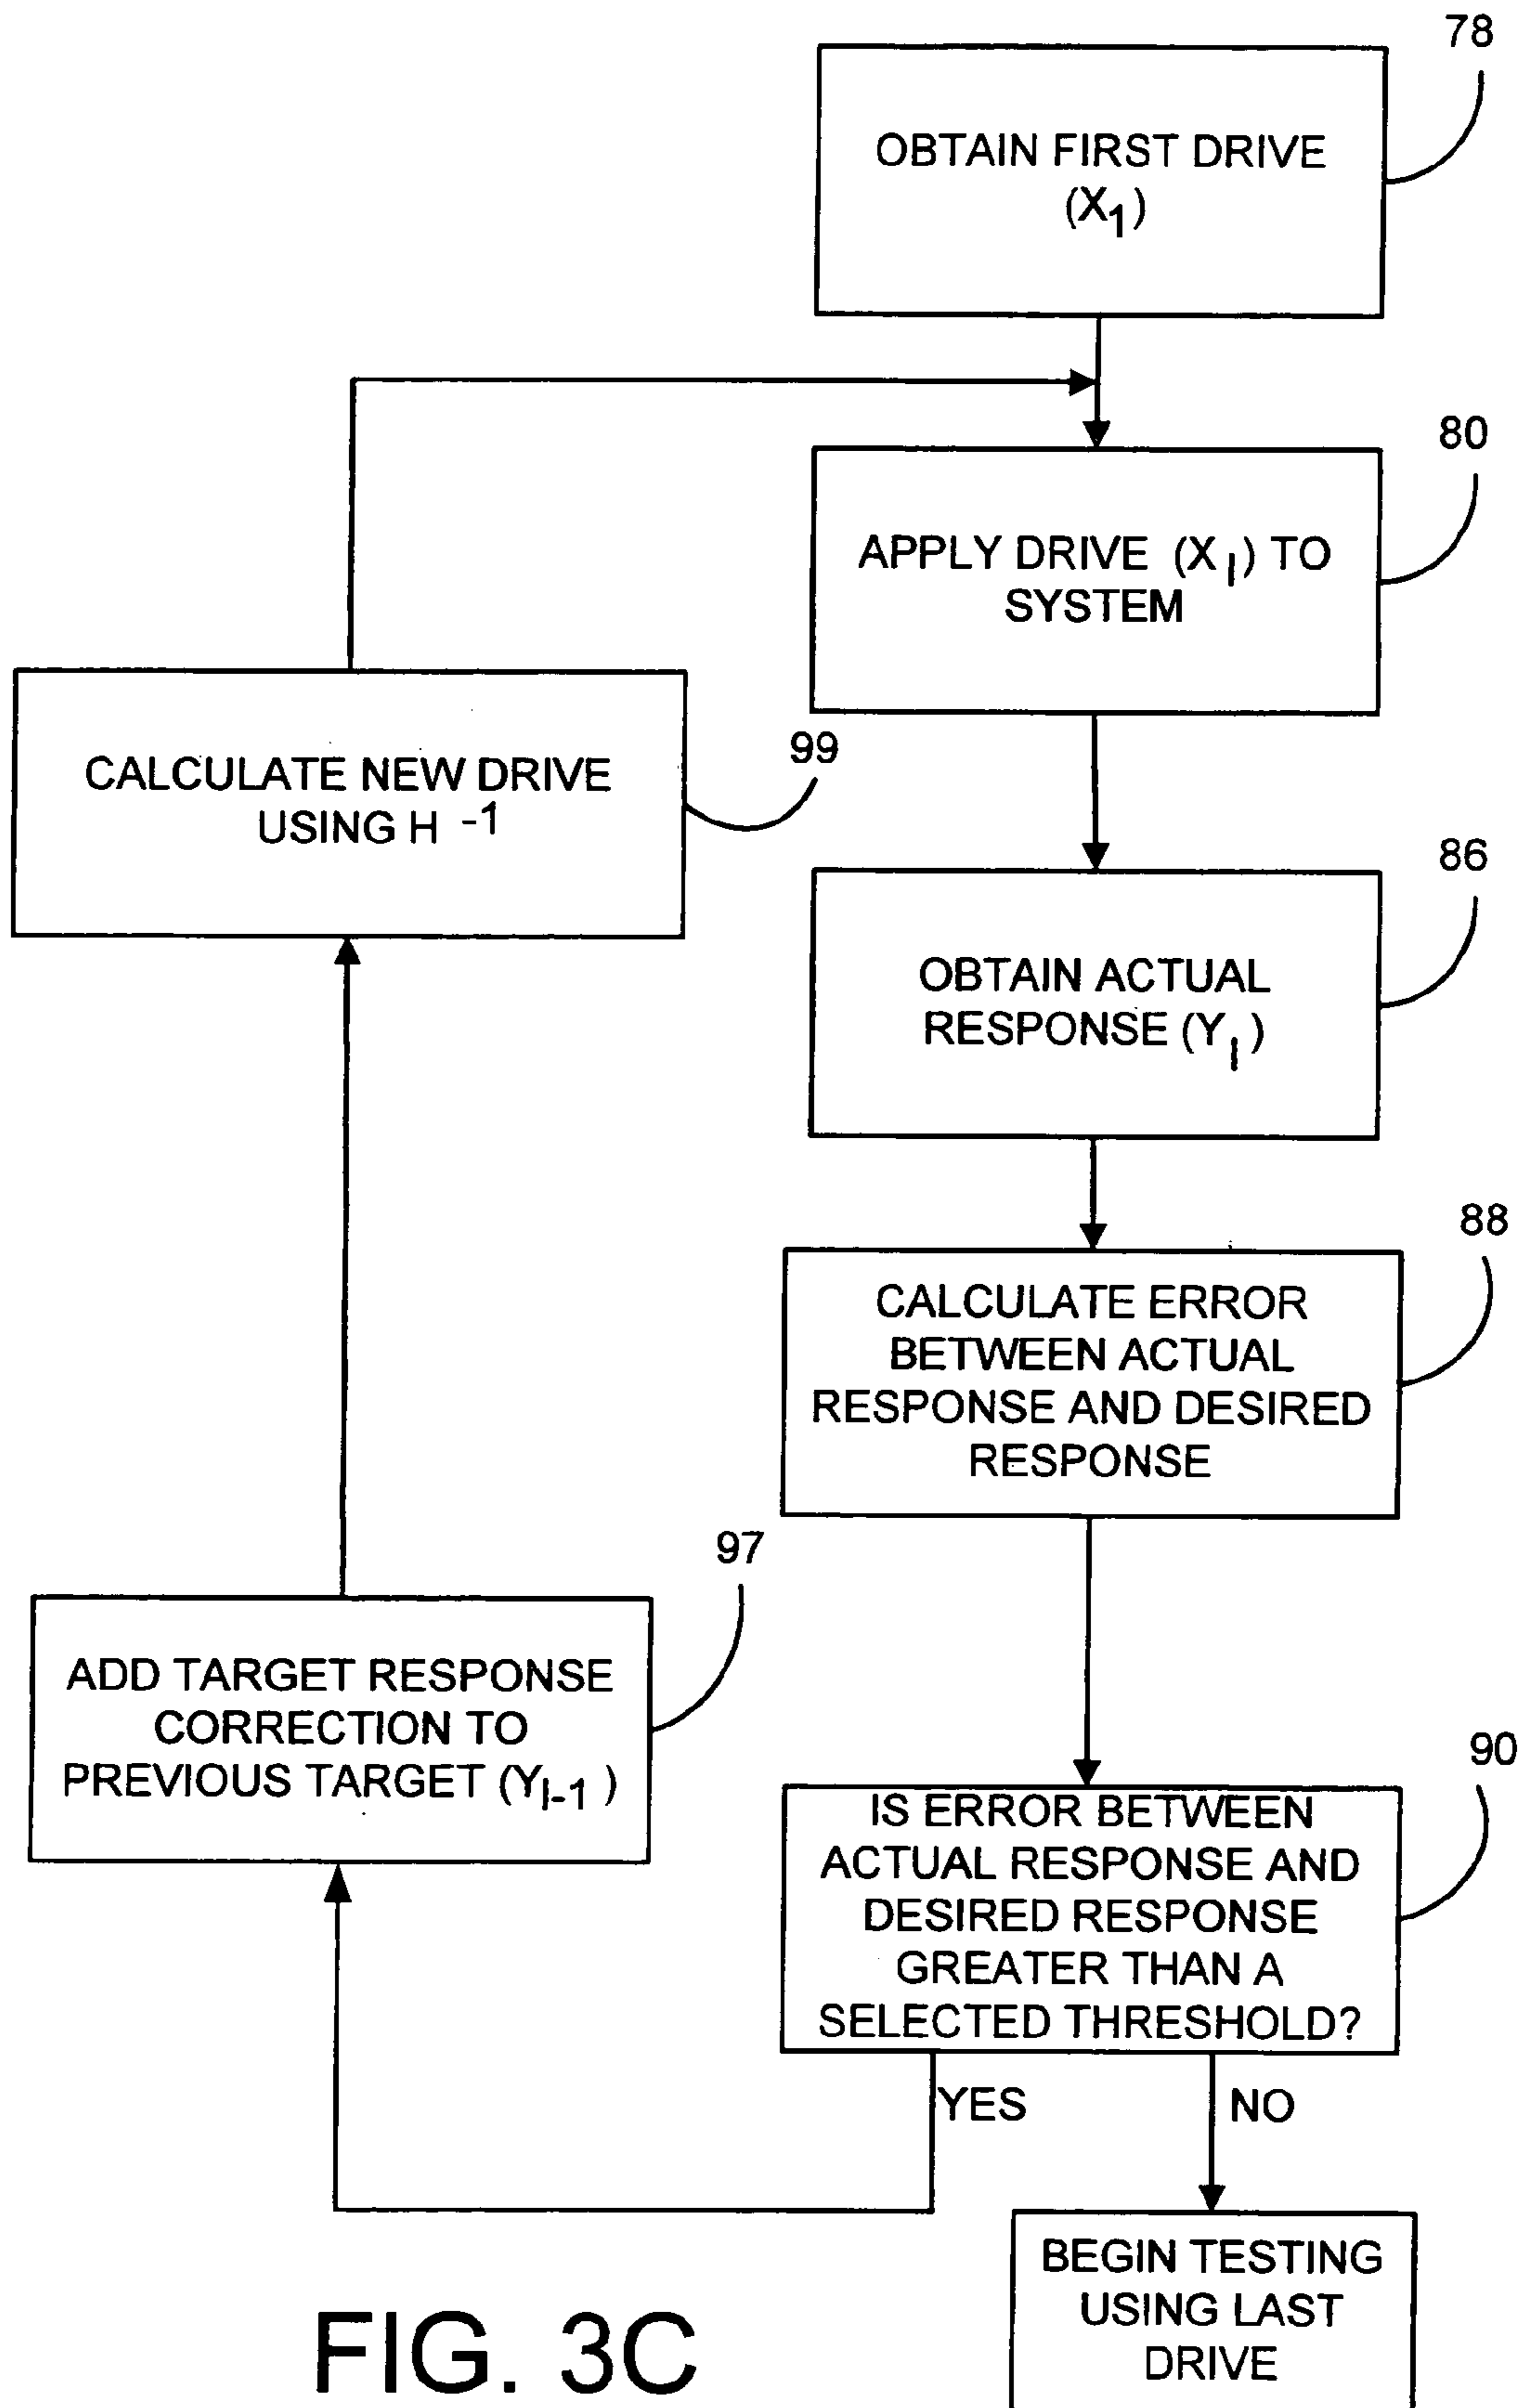 78
OBTAIN FIRST DRIVE
(X1)
80
APPLY DRIVE (XI) TO
SYSTEM
99
CALCULATE NEW DRIVE
USING H -1
86
OBTAIN ACTUAL
RESPONSE (YI)
88
CALCULATE ERROR
BETWEEN ACTUAL
RESPONSE AND DESIRED
RESPONSE
97
ADD TARGET RESPONSE
CORRECTION TO
PREVIOUS TARGET (YI-1)
90
IS ERROR BETWEEN
ACTUAL RESPONSE AND
DESIRED RESPONSE
GREATER THAN A
SELECTED THRESHOLD?
YES
NO
BEGIN TESTING
USING LAST
DRIVE
FIG. 3C